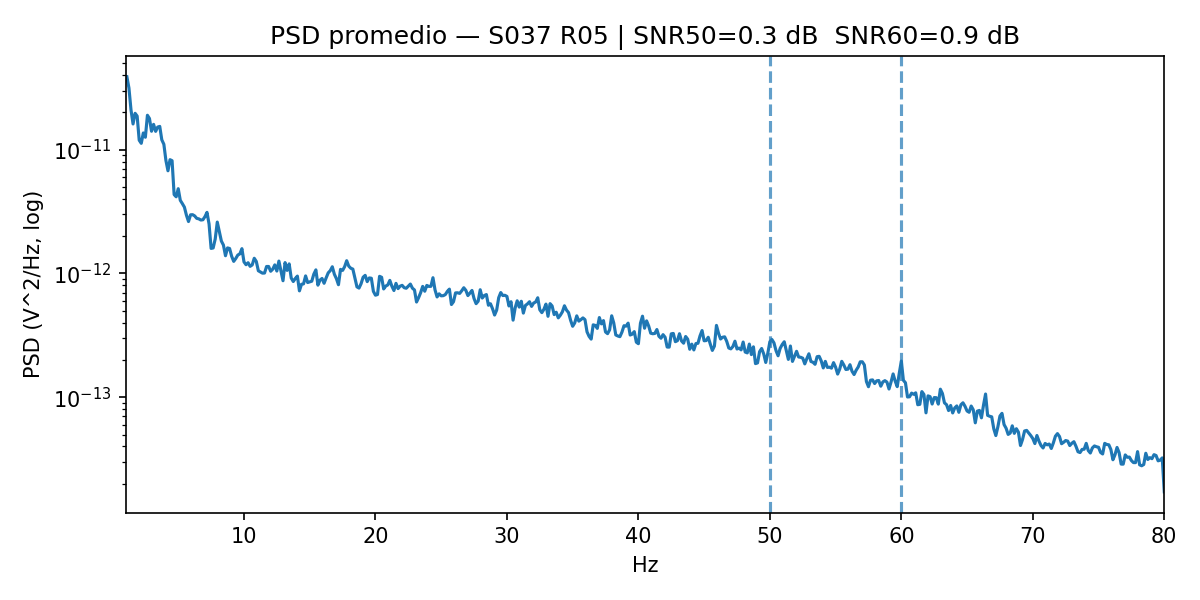 PSD promedio — S037 R05 | SNR50=0.3 dB  SNR60=0.9 dB
PSD (V^2/Hz, log)
10⁻¹¹
10⁻¹²
10⁻¹³
10 20 30 40 50 60 70 80
Hz